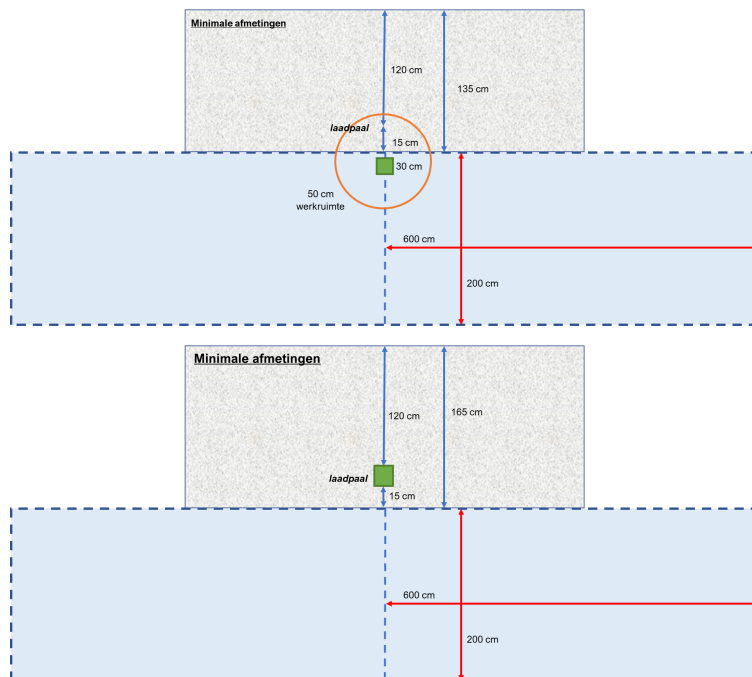 Minimale afmetingen
120 cm
135 cm
laadpaal
15 cm
30 cm
50 cm
werkruimte
600 cm
200 cm
Minimale afmetingen
120 cm
165 cm
laadpaal
15 cm
600 cm
200 cm